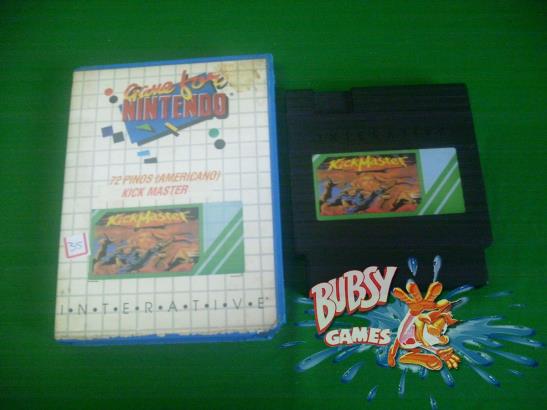 Game for
NINTENDO
72 PINOS (AMERICANO)
KICK MASTER
KickMaster
35
I•N•T•E•R•A•T•I•V•E
INTERATIVE
KickMaster
BUBSY
GAMES